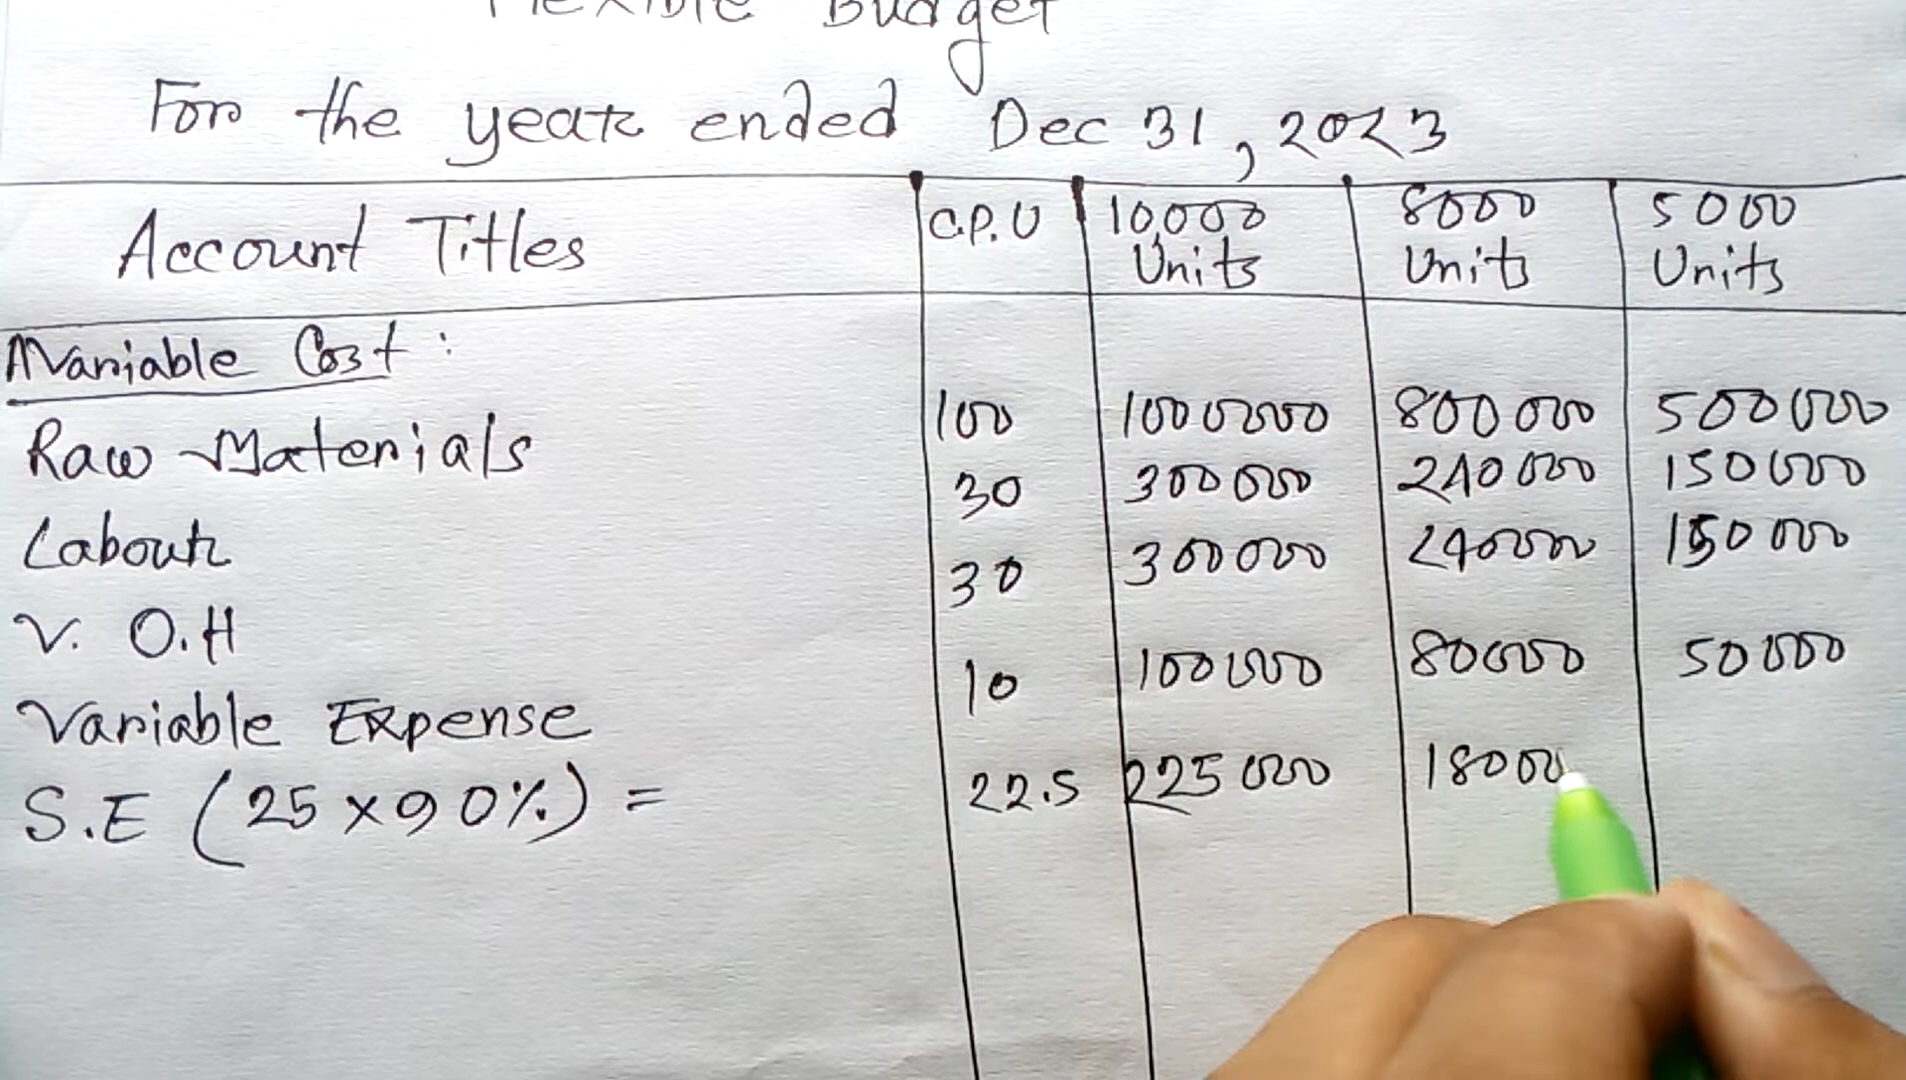 Flexible Budget
For the year ended Dec 31, 2023
Account Titles C.P.U 10,000 Units 8000 Units 5000 Units
Variable Cost:
Raw Materials 100 1000000 800000 500000
Labour 30 300000 240000 150000
V. O.H 30 300000 240000 150000
Variable Expense 10 100000 80000 50000
S.E (25 x 90%) = 22.5 225000 18000